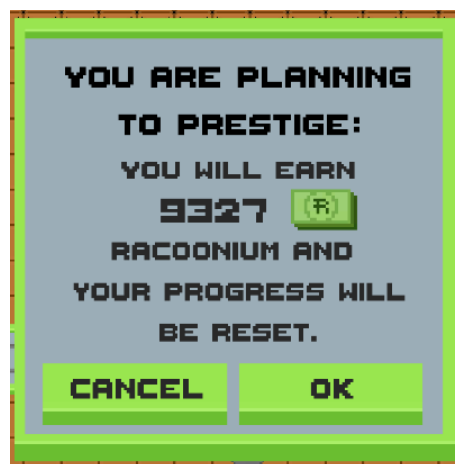 YOU ARE PLANNING
TO PRESTIGE:
YOU WILL EARN
9327 R
RACOONIUM AND
YOUR PROGRESS WILL
BE RESET.
CANCEL OK